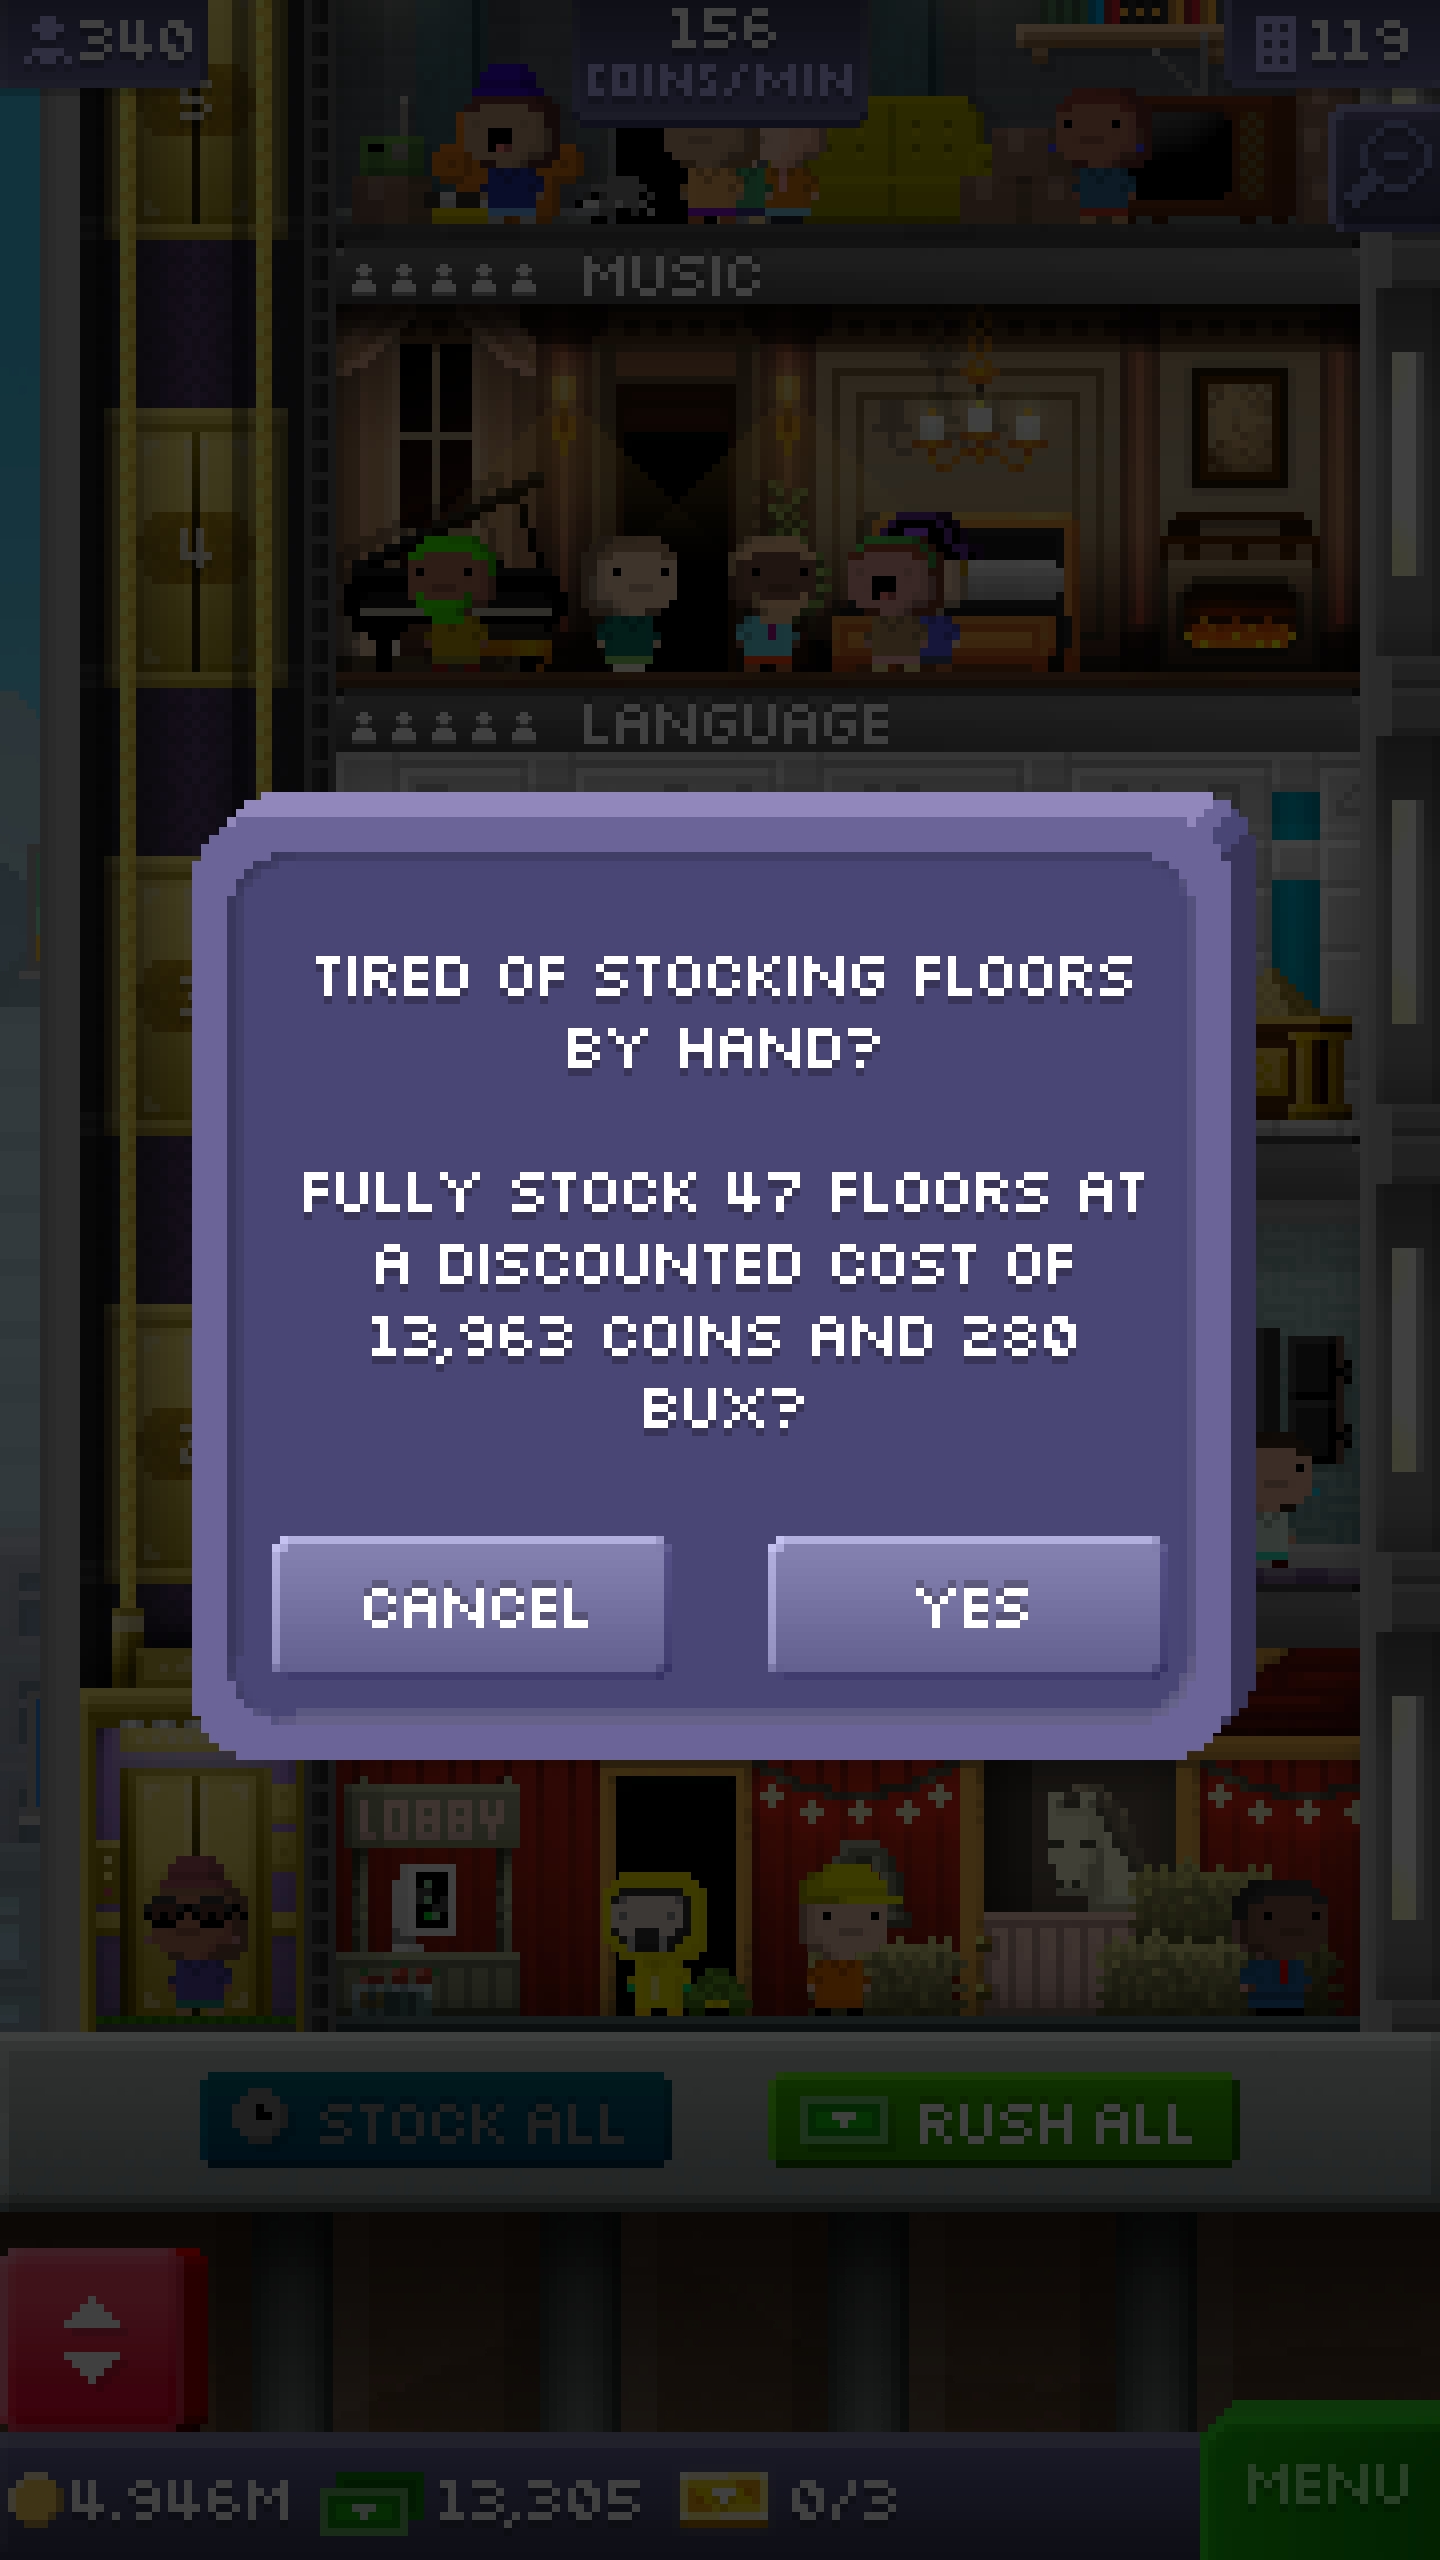 340
156
COINS/MIN
119
5
MUSIC
4
LANGUAGE
TIRED OF STOCKING FLOORS
BY HAND?
FULLY STOCK 47 FLOORS AT
A DISCOUNTED COST OF
13,963 COINS AND 280
BUX?
CANCEL
YES
LOBBY
STOCK ALL
RUSH ALL
4.946M
13,305
0/3
MENU